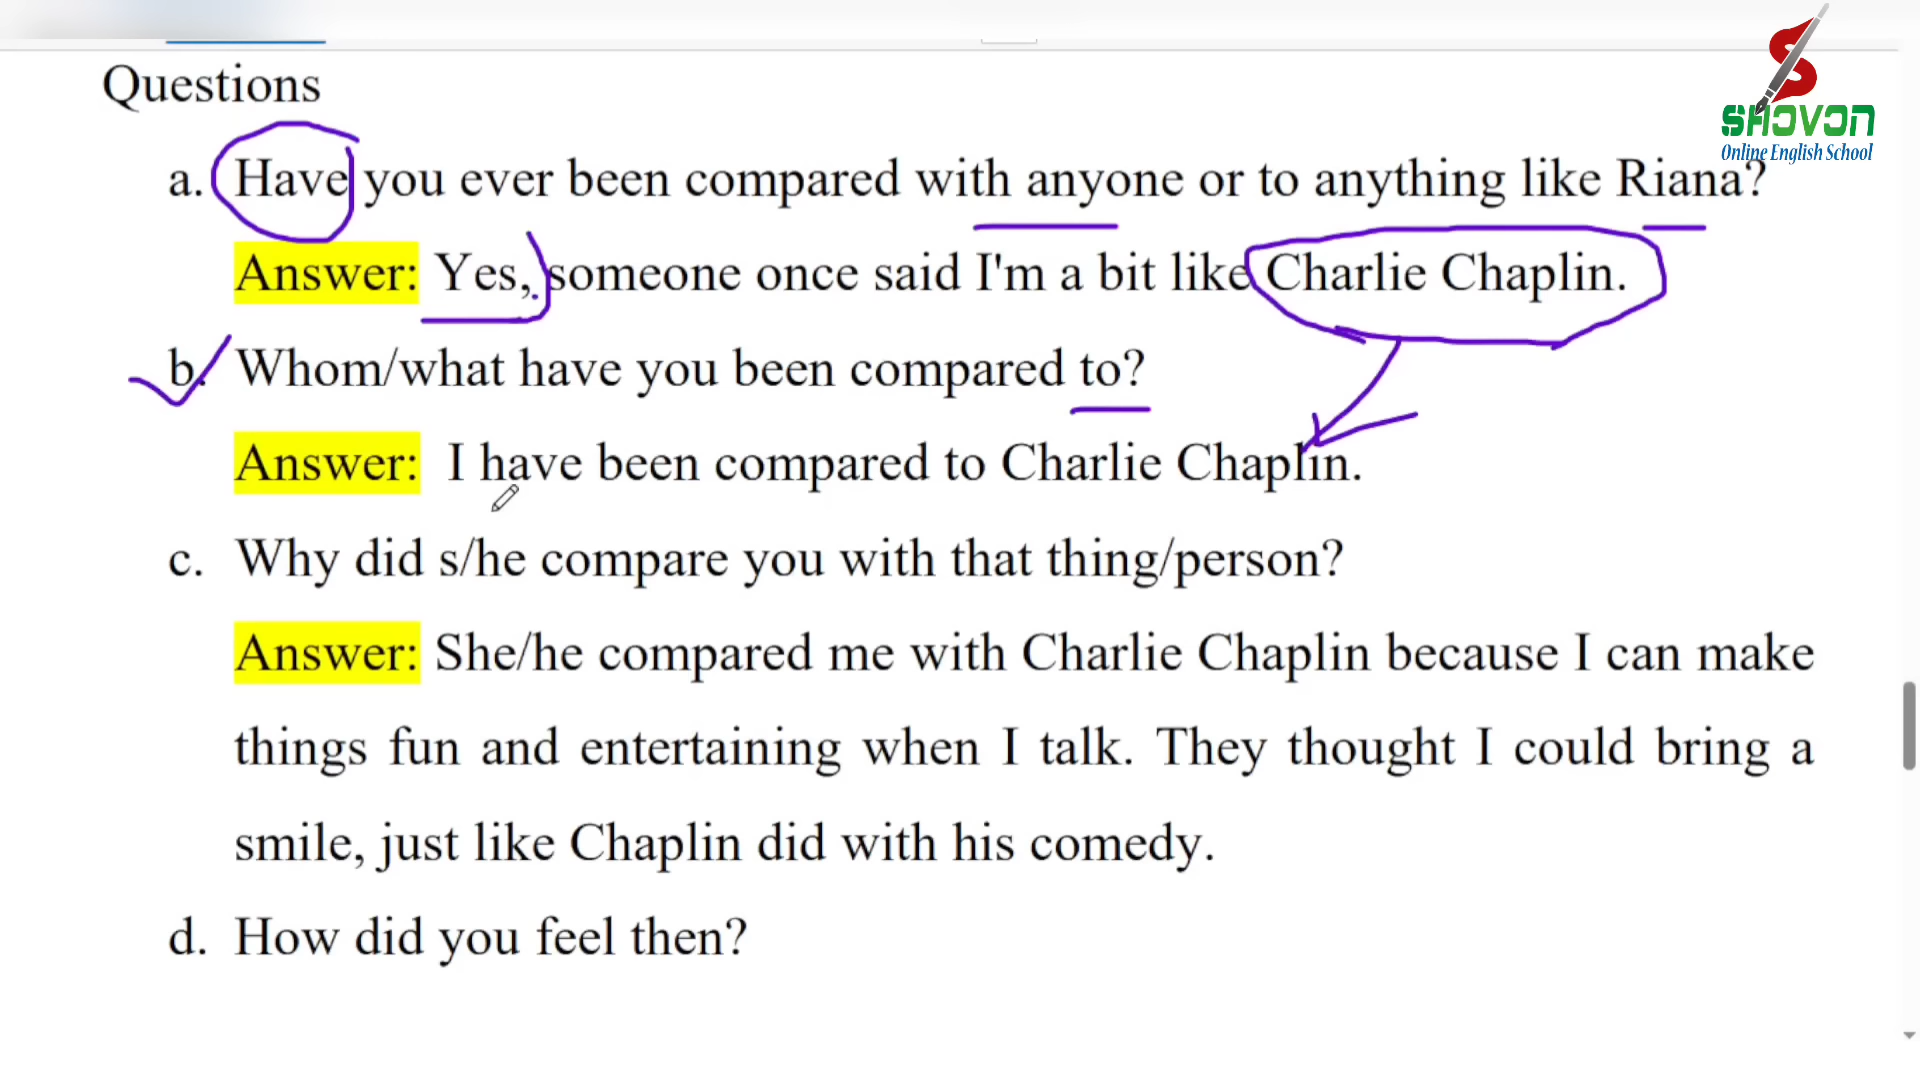 Questions
SHOVON
Online English School
a. Have you ever been compared with anyone or to anything like Riana?
Answer: Yes, someone once said I'm a bit like Charlie Chaplin.
b. Whom/what have you been compared to?
Answer: I have been compared to Charlie Chaplin.
c. Why did s/he compare you with that thing/person?
Answer: She/he compared me with Charlie Chaplin because I can make
things fun and entertaining when I talk. They thought I could bring a
smile, just like Chaplin did with his comedy.
d. How did you feel then?